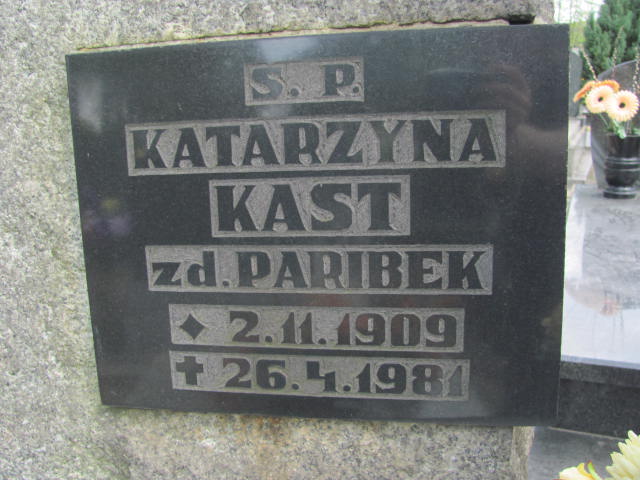 S. P.
KATARZYNA
KAST
zd. PARIBEK
✦ 2.11.1909
✝ 26.4.1981